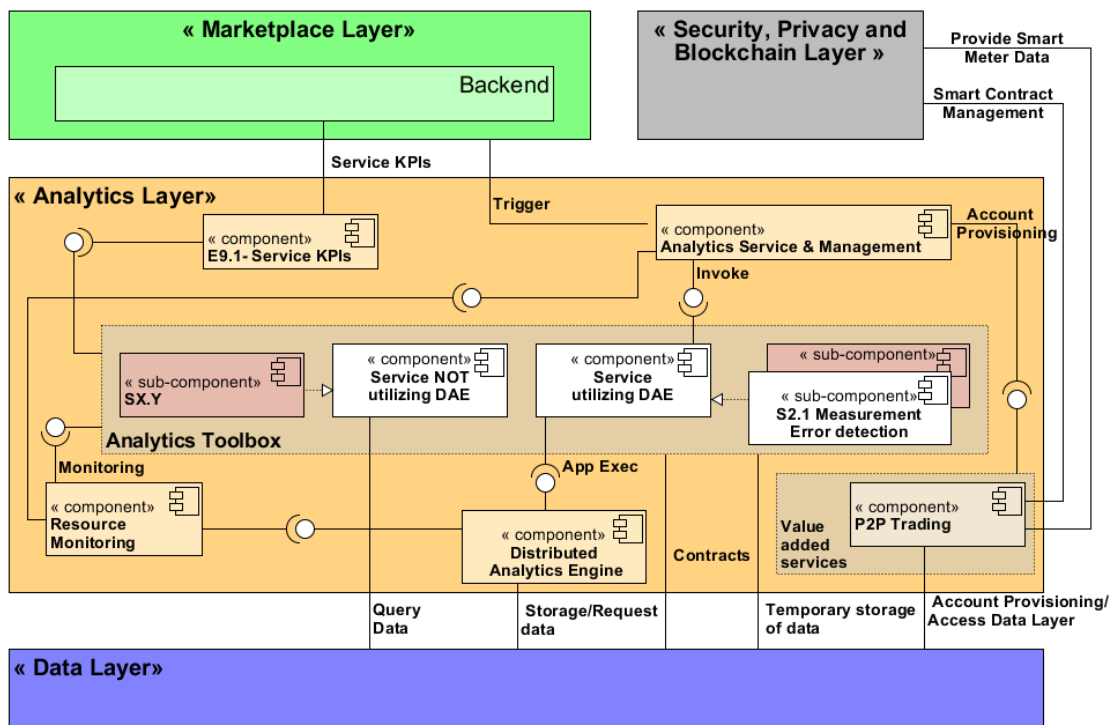 « Marketplace Layer»
Backend
« Security, Privacy and
Blockchain Layer »
Provide Smart
Meter Data
Smart Contract
Management
Service KPIs
« Analytics Layer»
Trigger
« component»
E9.1- Service KPIs
« component»
Analytics Service & Management
Account
Provisioning
Invoke
« sub-component»
SX.Y
« component»
Service NOT
utilizing DAE
« component»
Service
utilizing DAE
« sub-component»
« sub-component»
S2.1 Measurement
Error detection
Analytics Toolbox
Monitoring
App Exec
« component»
Resource
Monitoring
« component»
Distributed
Analytics Engine
Contracts
Value
added
services
« component»
P2P Trading
Query
Data
Storage/Request
data
Temporary storage
of data
Account Provisioning/
Access Data Layer
« Data Layer»